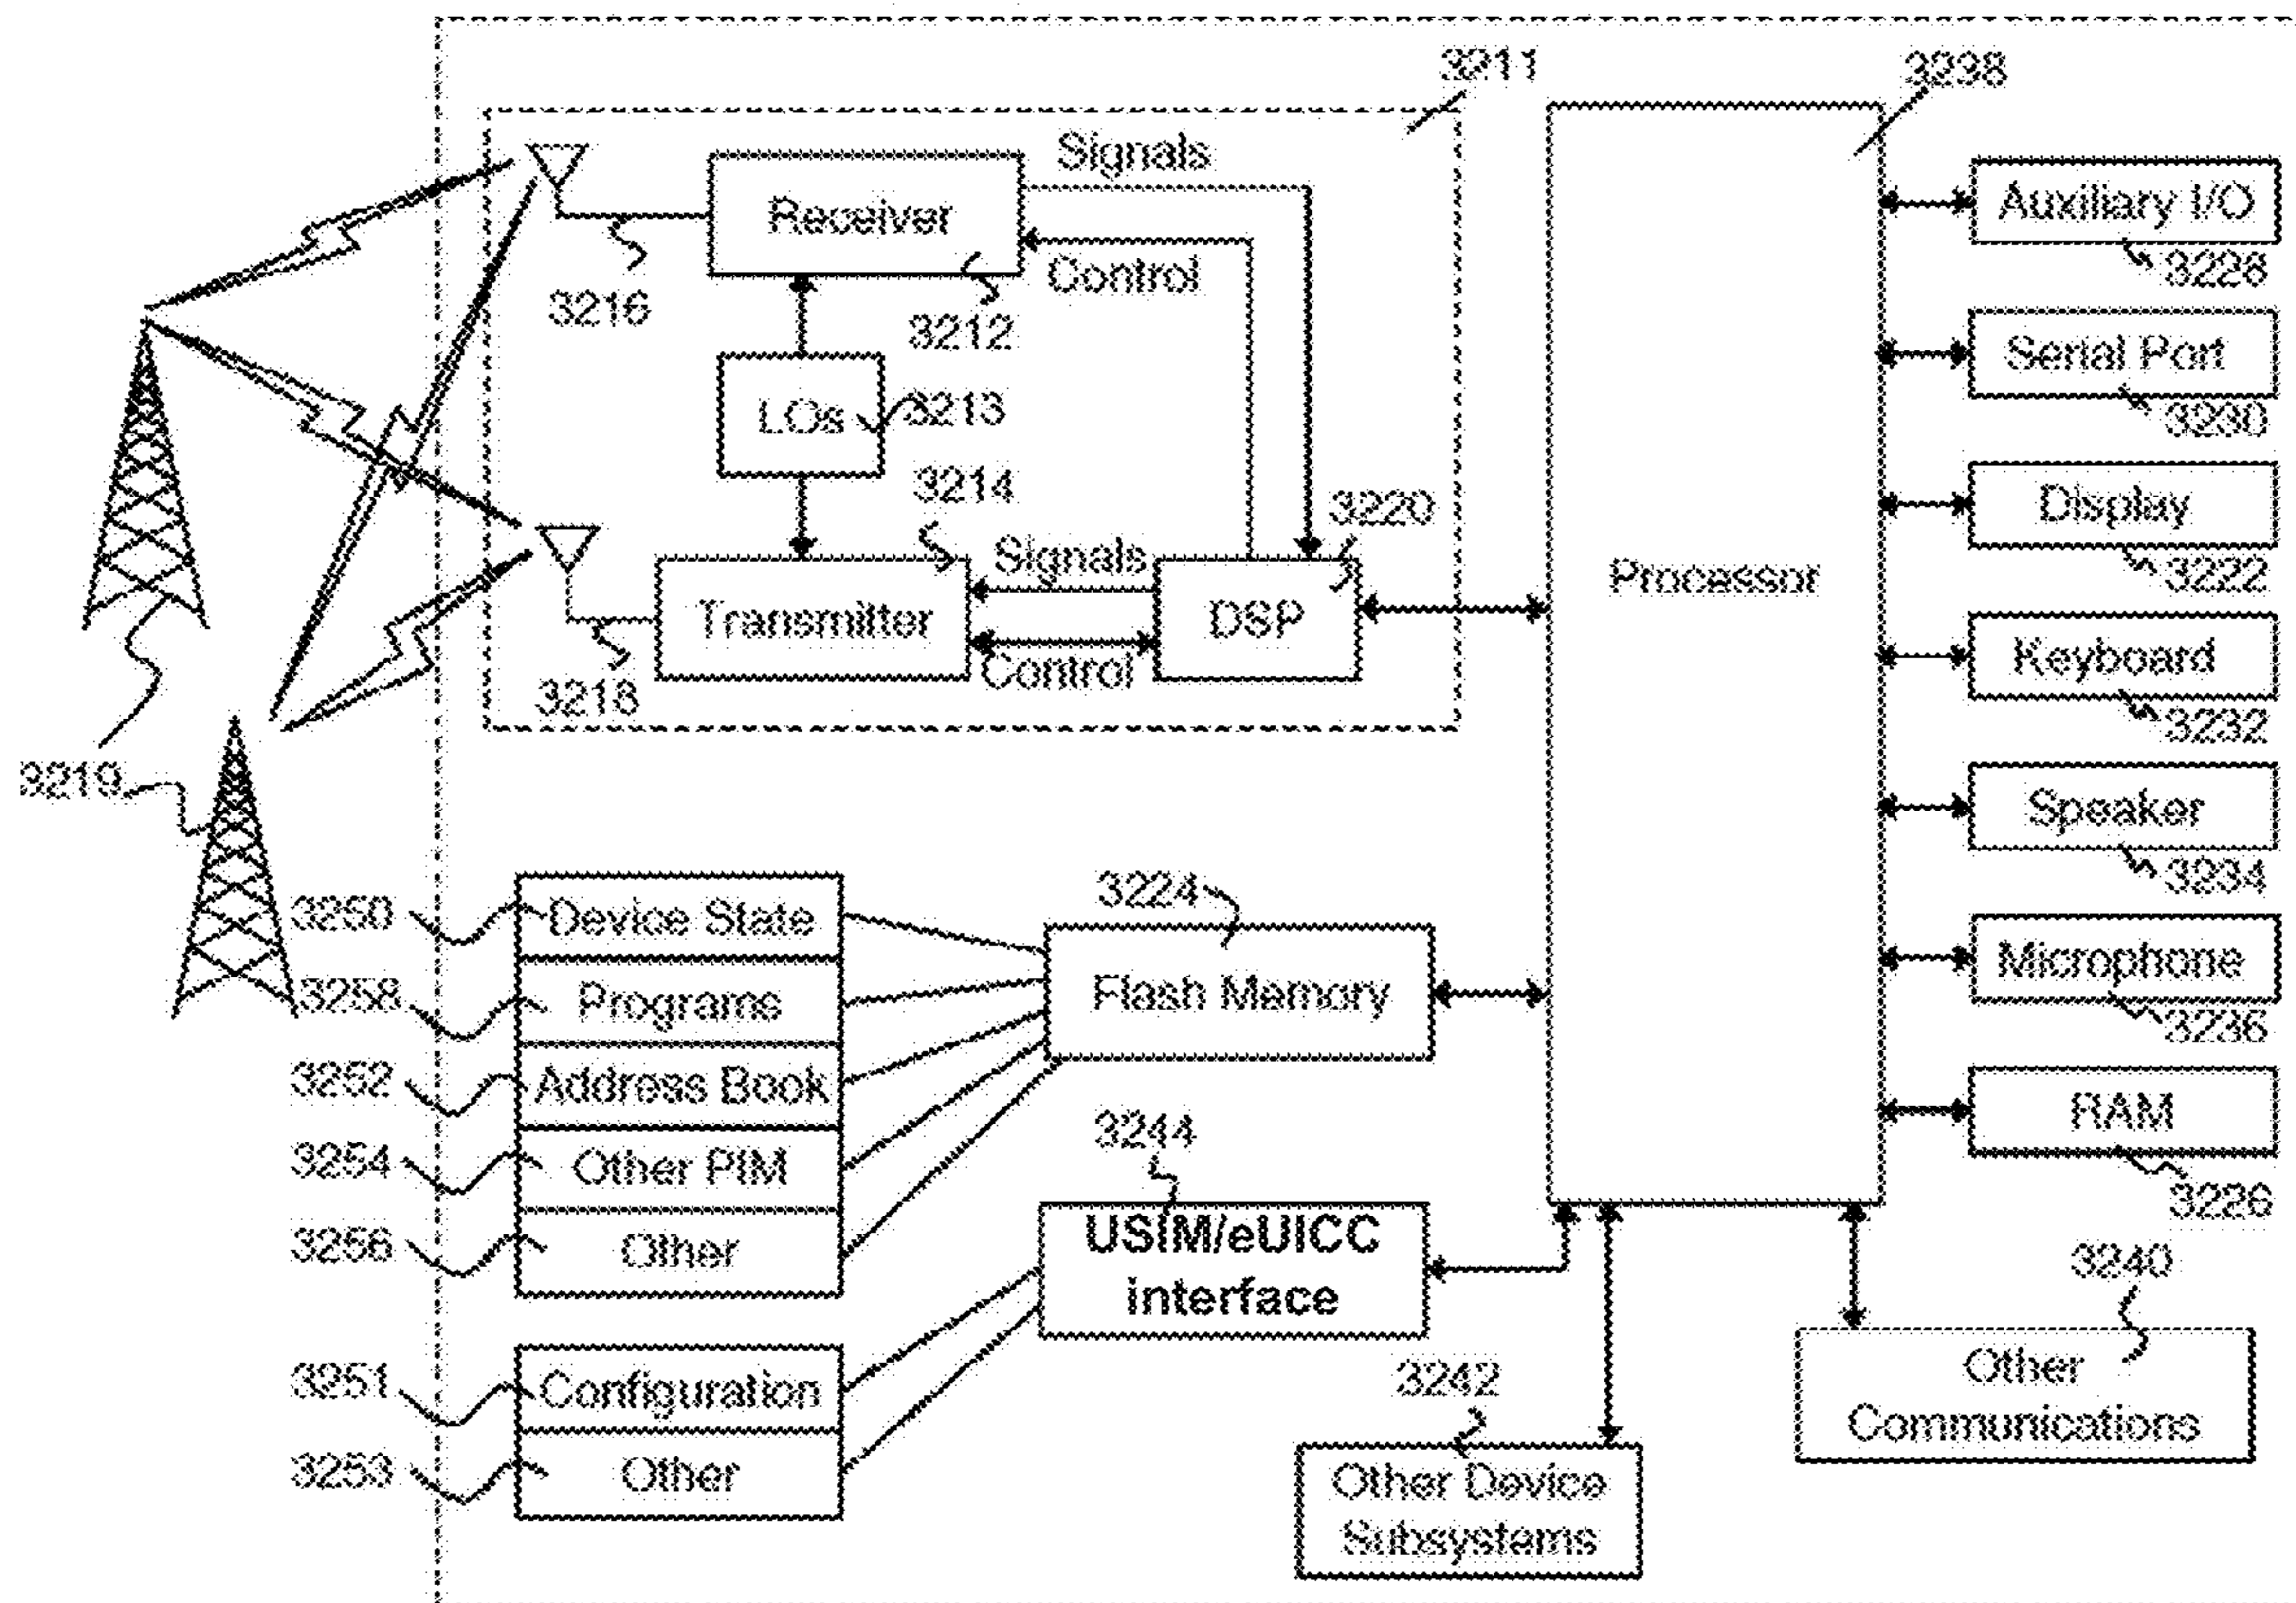 3211
3238
Signals
Receiver
Auxiliary I/O
3228
3216
Control
3212
Serial Port
3230
LOs
3213
3214
3220
Display
3222
Signals
Transmitter
DSP
Processor
Control
3218
Keyboard
3232
3219
Speaker
3234
3250
Device State
3224
3258
Programs
Flash Memory
Microphone
3236
3252
Address Book
3254
Other PIM
3244
RAM
3226
3256
Other
USIM/eUICC
interface
3240
3251
Configuration
3242
Other
Communications
3253
Other
Other Device
Subsystems